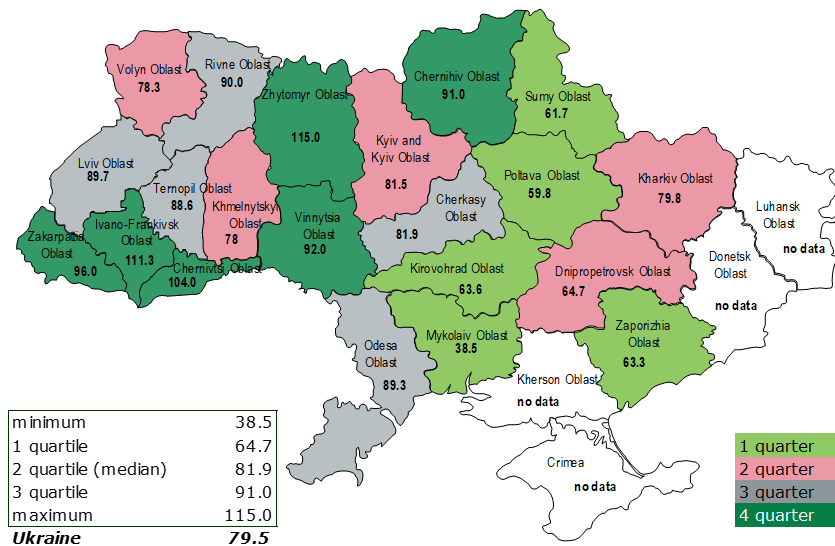 Volyn Oblast
78.3
Rivne Oblast
90.0
Zhytomyr Oblast
115.0
Chernihiv Oblast
91.0
Sumy Oblast
61.7
Kyiv and
Kyiv Oblast
81.5
Lviv Oblast
89.7
Ternopil Oblast
88.6
Khmelnytskyi
Oblast
78
Poltava Oblast
59.8
Kharkiv Oblast
79.8
Luhansk
Oblast
no data
Cherkasy
Oblast
81.9
Vinnytsia
Oblast
92.0
Zakarpattia
Oblast
96.0
Ivano-Frankivsk
Oblast
111.3
Chernivtsi Oblast
104.0
Kirovohrad Oblast
63.6
Dnipropetrovsk Oblast
64.7
Donetsk
Oblast
no data
Odesa
Oblast
89.3
Mykolaiv Oblast
38.5
Zaporizhia
Oblast
63.3
Kherson Oblast
no data
Crimea
no data
minimum 38.5
1 quartile 64.7
2 quartile (median) 81.9
3 quartile 91.0
maximum 115.0
Ukraine 79.5
1 quarter
2 quarter
3 quarter
4 quarter